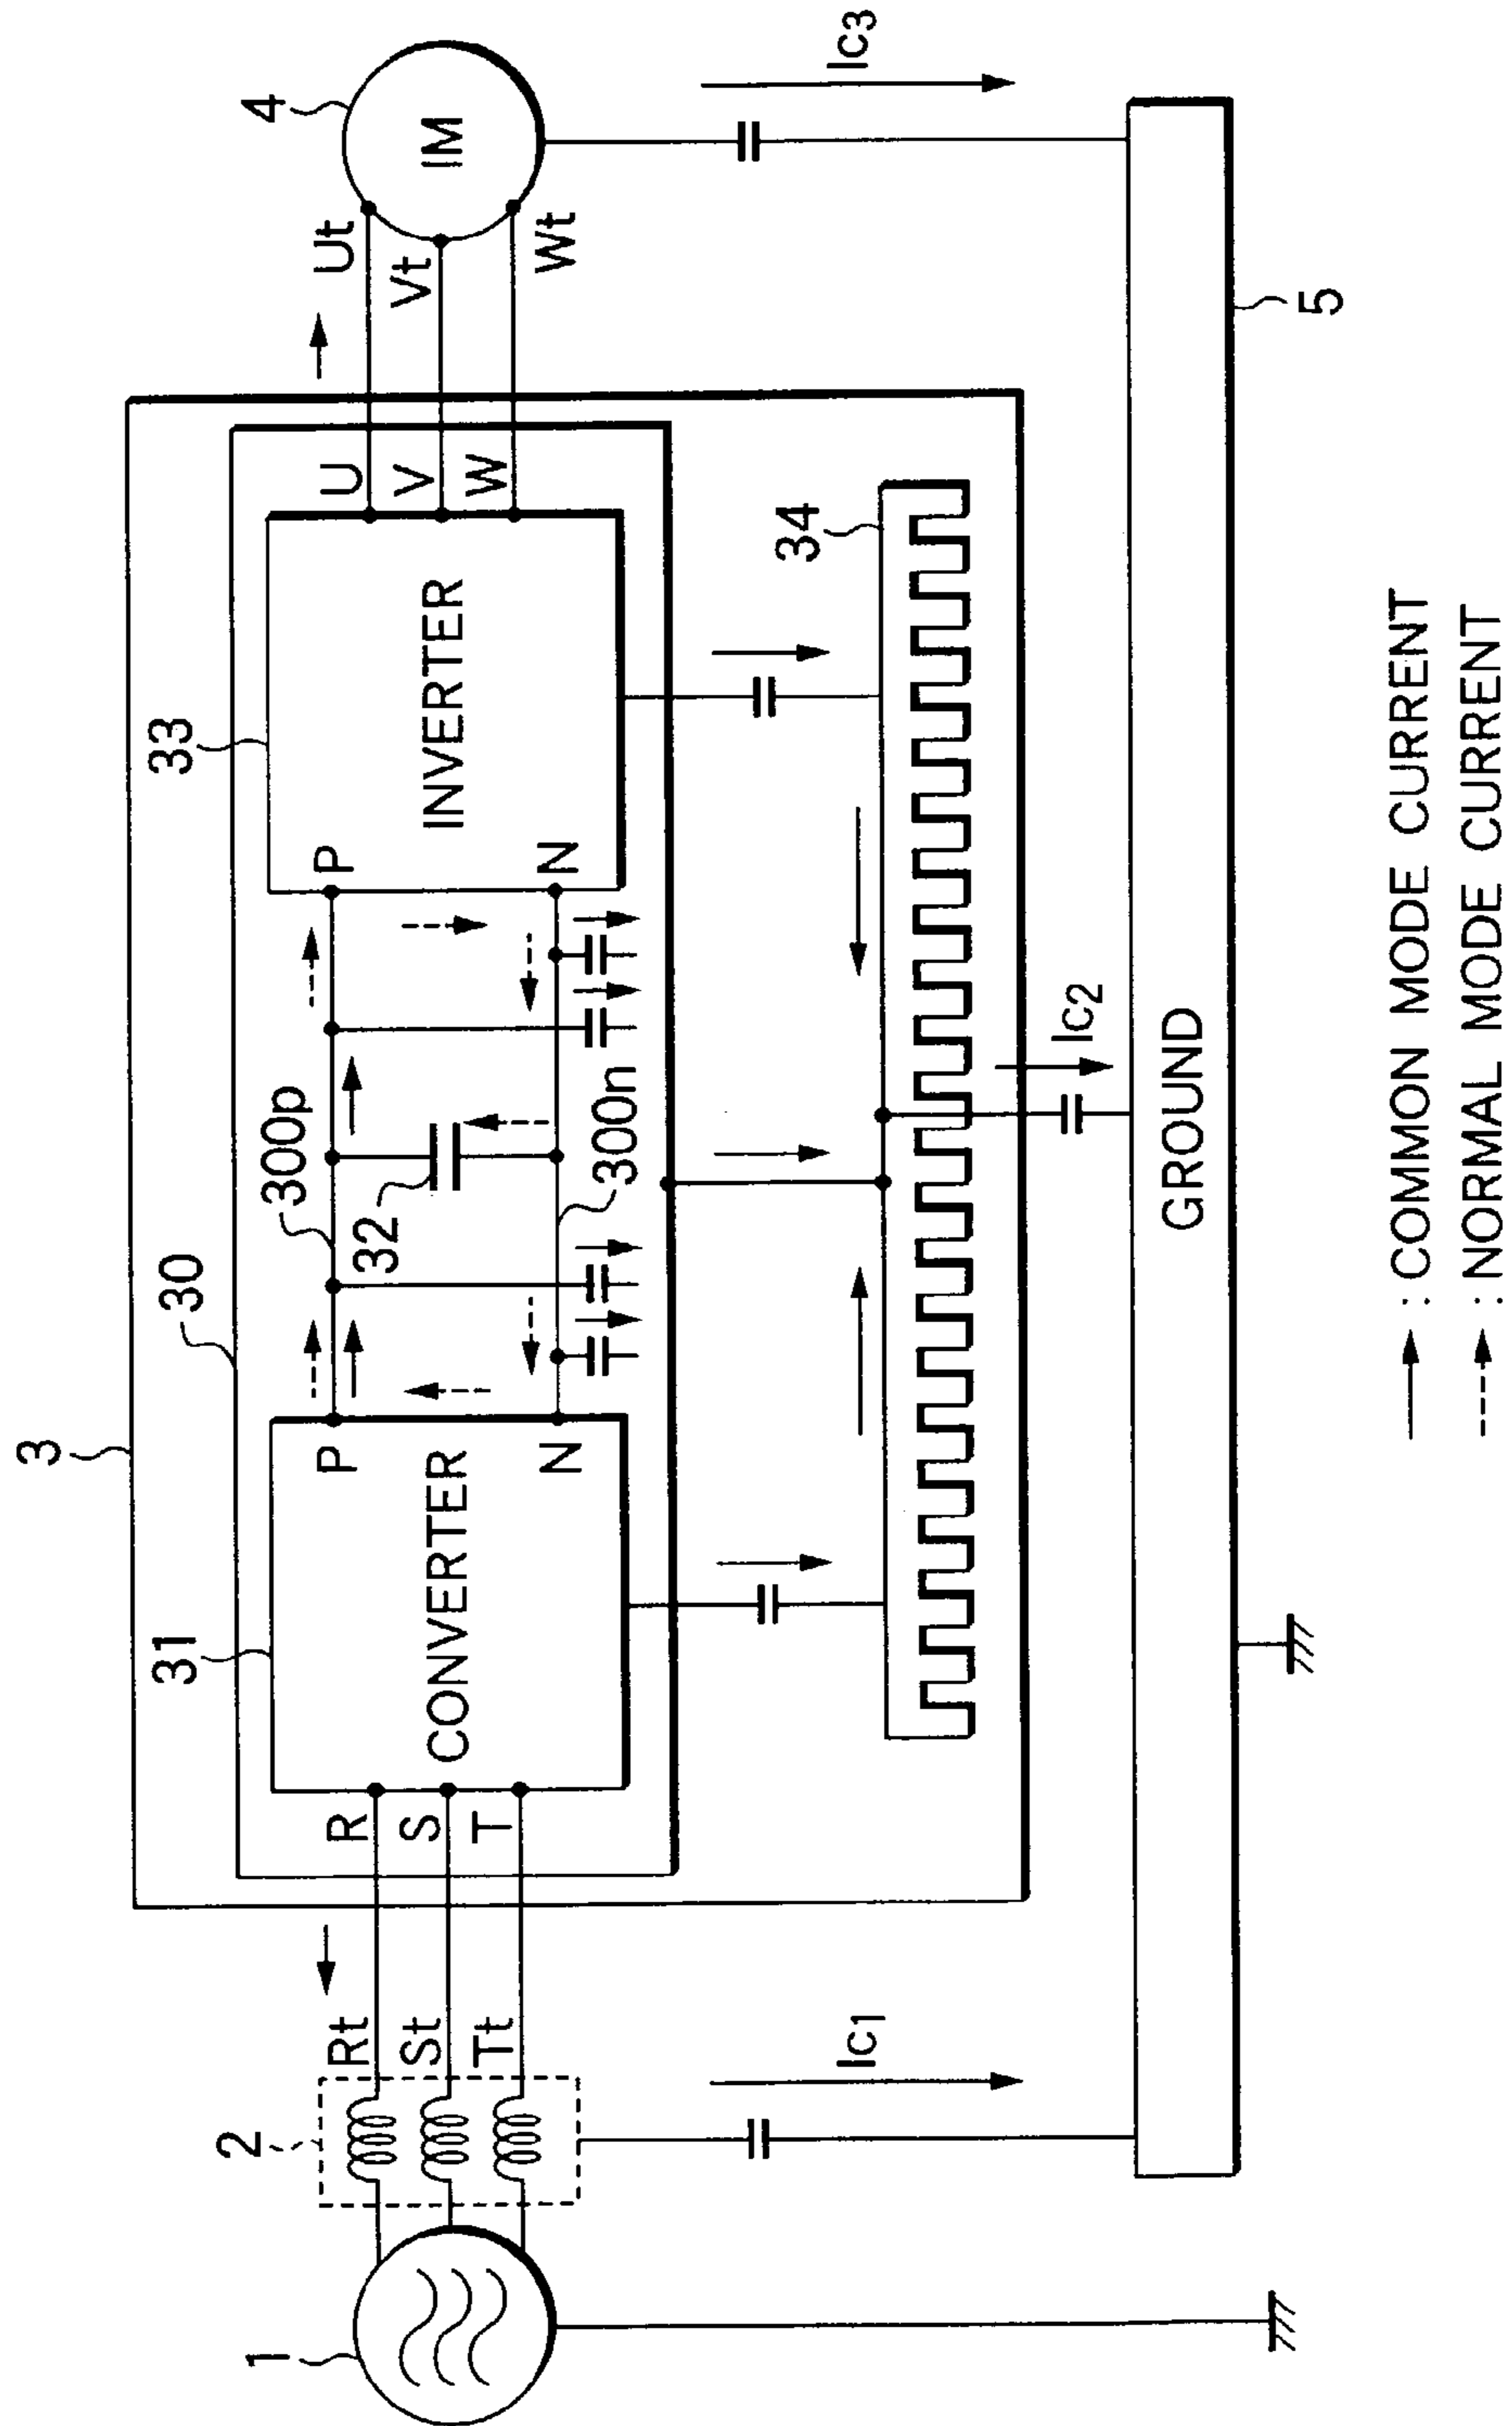 3
30
31
33
4
300p
32
300n
CONVERTER
INVERTER
IM
P
N
P
N
R
S
T
U
V
W
Rt
St
Tt
Ut
Vt
Wt
2
1
34
Ic1
Ic2
Ic3
GROUND
5
: COMMON MODE CURRENT
: NORMAL MODE CURRENT